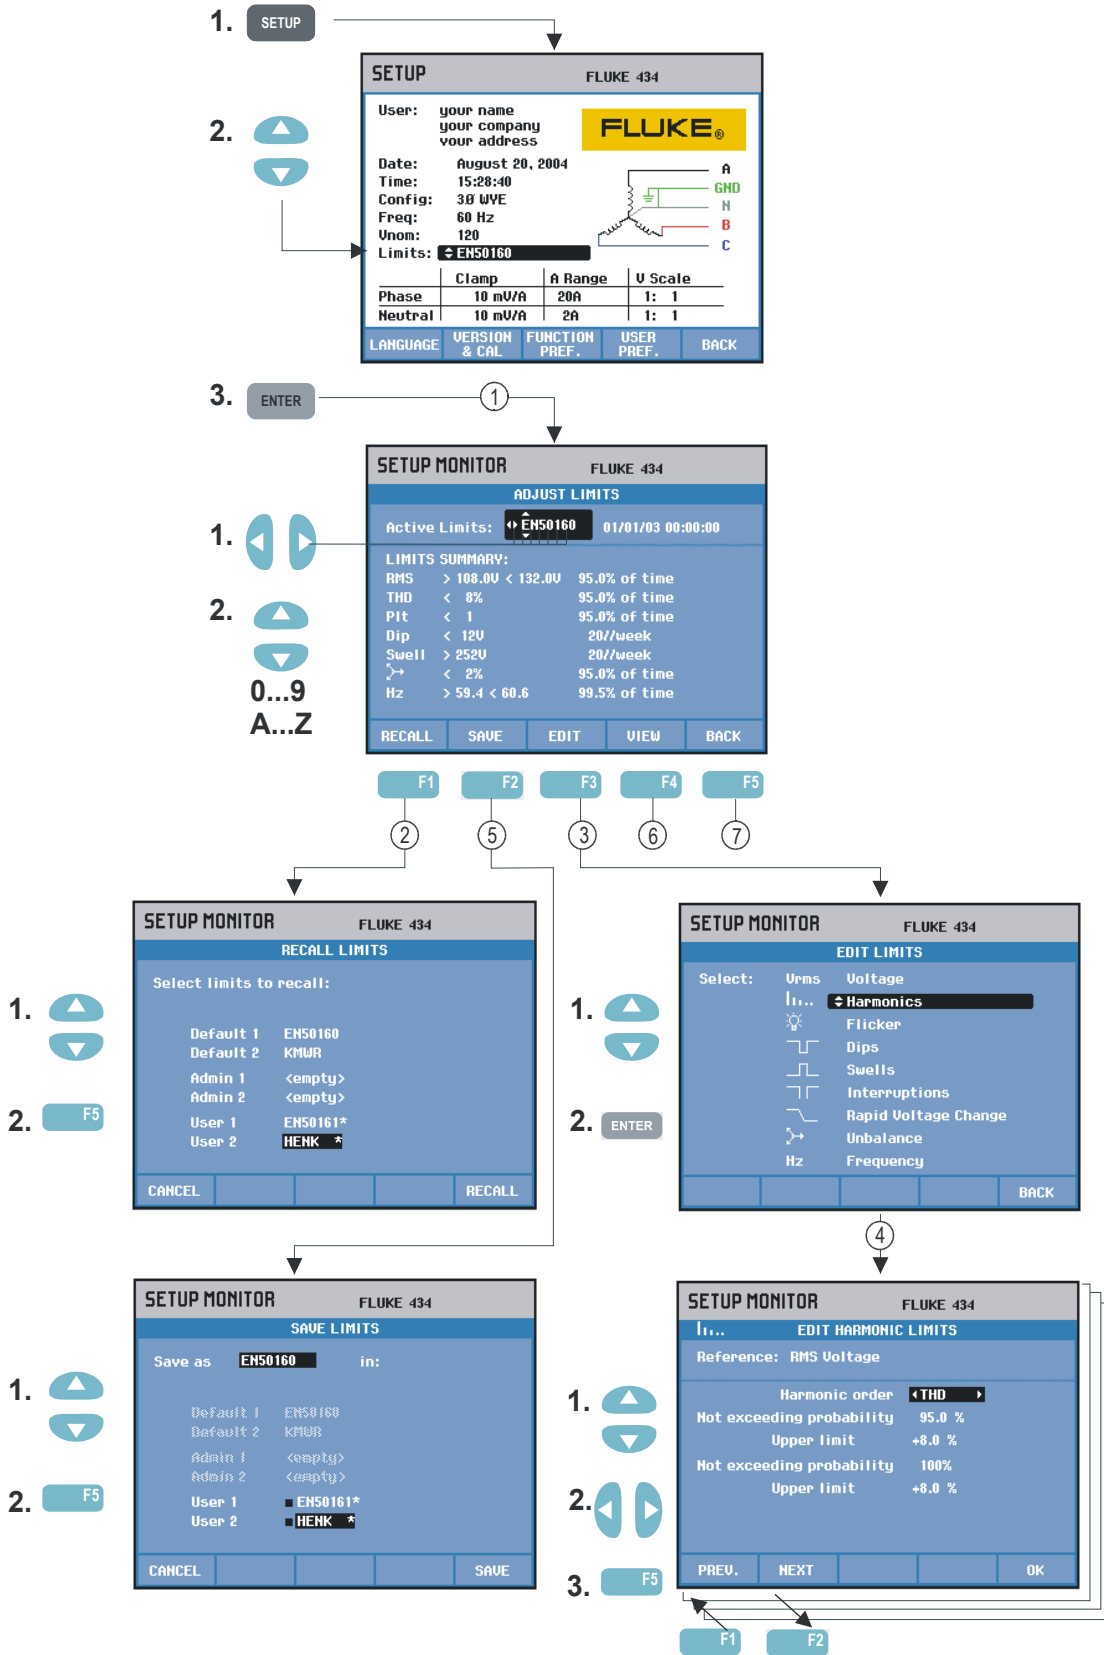 1. SETUP
SETUP FLUKE 434
User: your name
your company
your address
FLUKE®
2.
Date: August 20, 2004
Time: 15:28:40
Config: 3Ø WYE
Freq: 60 Hz
Vnom: 120
Limits: EN50160
A
GND
N
B
C
Clamp A Range V Scale
Phase 10 mV/A 20A 1: 1
Neutral 10 mV/A 2A 1: 1
LANGUAGE VERSION & CAL FUNCTION PREF. USER PREF. BACK
3. ENTER 1
SETUP MONITOR FLUKE 434
ADJUST LIMITS
1.
Active Limits: EN50160 01/01/03 00:00:00
LIMITS SUMMARY:
RMS > 108.0V < 132.0V 95.0% of time
THD < 8% 95.0% of time
Plt < 1 95.0% of time
Dip < 12V 20//week
Swell > 252V 20//week
< 2% 95.0% of time
Hz > 59.4 < 60.6 99.5% of time
2.
0...9
A...Z
RECALL SAVE EDIT VIEW BACK
F1 F2 F3 F4 F5
2 5 3 6 7
SETUP MONITOR FLUKE 434
RECALL LIMITS
Select limits to recall:
1.
Default 1 EN50160
Default 2 KMWR
Admin 1 <empty>
Admin 2 <empty>
User 1 EN50161*
User 2 HENK *
2. F5
CANCEL RECALL
SETUP MONITOR FLUKE 434
EDIT LIMITS
Select: Vrms Voltage
Harmonics
1.
Flicker
Dips
Swells
Interruptions
Rapid Voltage Change
Unbalance
Hz Frequency
2. ENTER
BACK
4
SETUP MONITOR FLUKE 434
SAVE LIMITS
Save as EN50160 in:
1.
Default 1 EN50160
Default 2 KMWR
Admin 1 <empty>
Admin 2 <empty>
User 1 EN50161*
User 2 HENK *
2. F5
CANCEL SAVE
SETUP MONITOR FLUKE 434
EDIT HARMONIC LIMITS
Reference: RMS Voltage
1.
Harmonic order THD
Not exceeding probability 95.0 %
Upper limit +8.0 %
Not exceeding probability 100%
Upper limit +8.0 %
2.
3. F5
PREV. NEXT OK
F1 F2